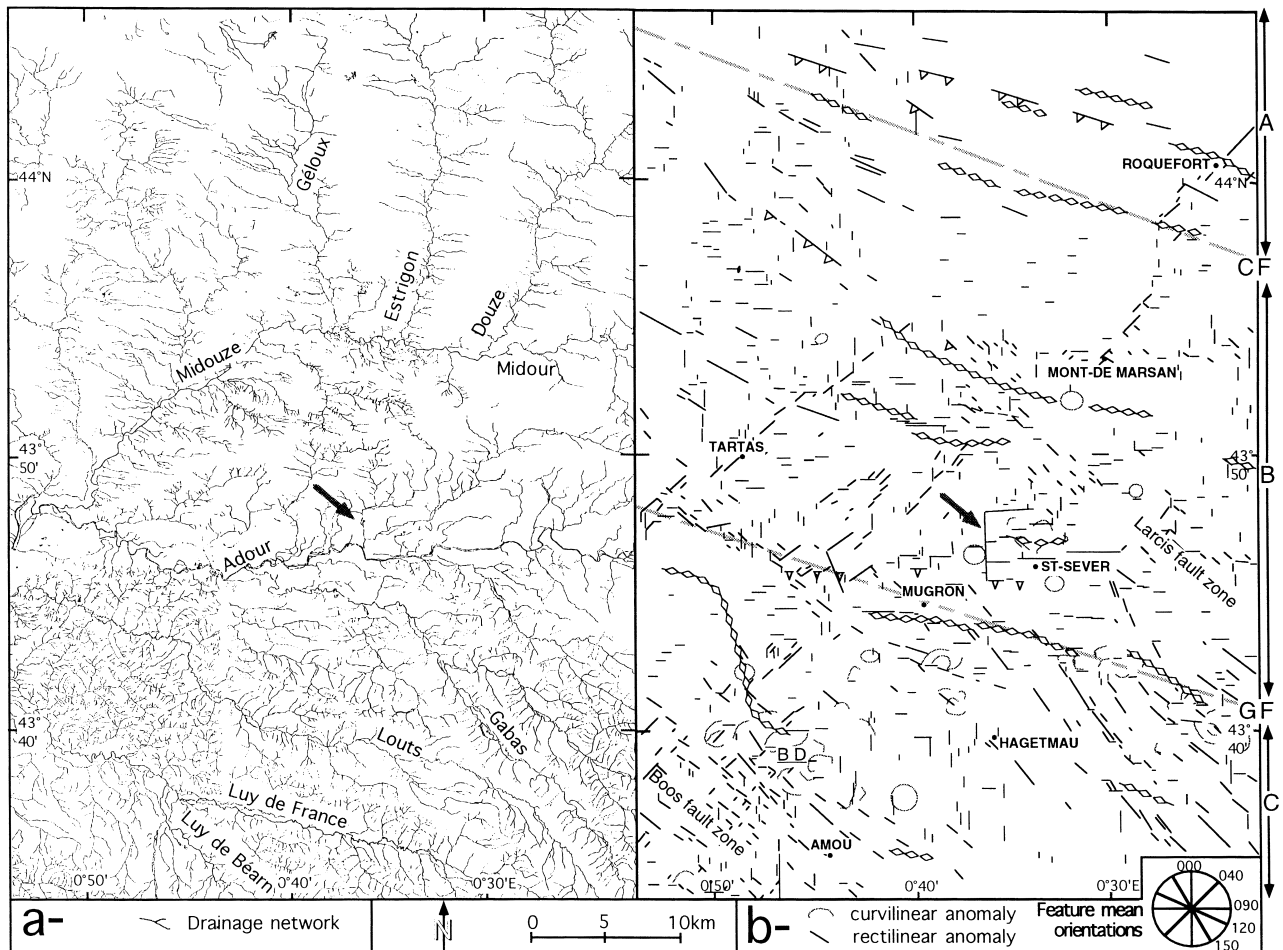 Géloux
44°N
Estrigon
Douze
Midouze
Midour
43°
50'
Adour
43°
40'
Gabas
Louts
Luy de France
Luy de Béarn
0°50'
0°40'
0°30'E
a-
Drainage network
N
0 5 10km
A
ROQUEFORT
44°N
CF
MONT-DE MARSAN
TARTAS
43°
50'
B
Larcis fault zone
ST-SEVER
MUGRON
GF
43°
40'
HAGETMAU
BD
C
Boos fault zone
AMOU
0°50'
0°40'
0°30'E
b-
curvilinear anomaly
rectilinear anomaly
Feature mean
orientations
000
040
090
120
150